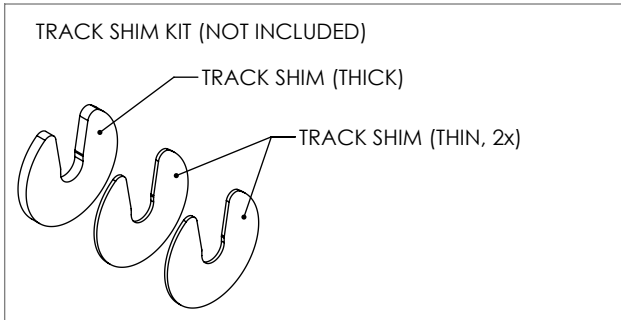 TRACK SHIM KIT (NOT INCLUDED)
TRACK SHIM (THICK)
TRACK SHIM (THIN, 2x)